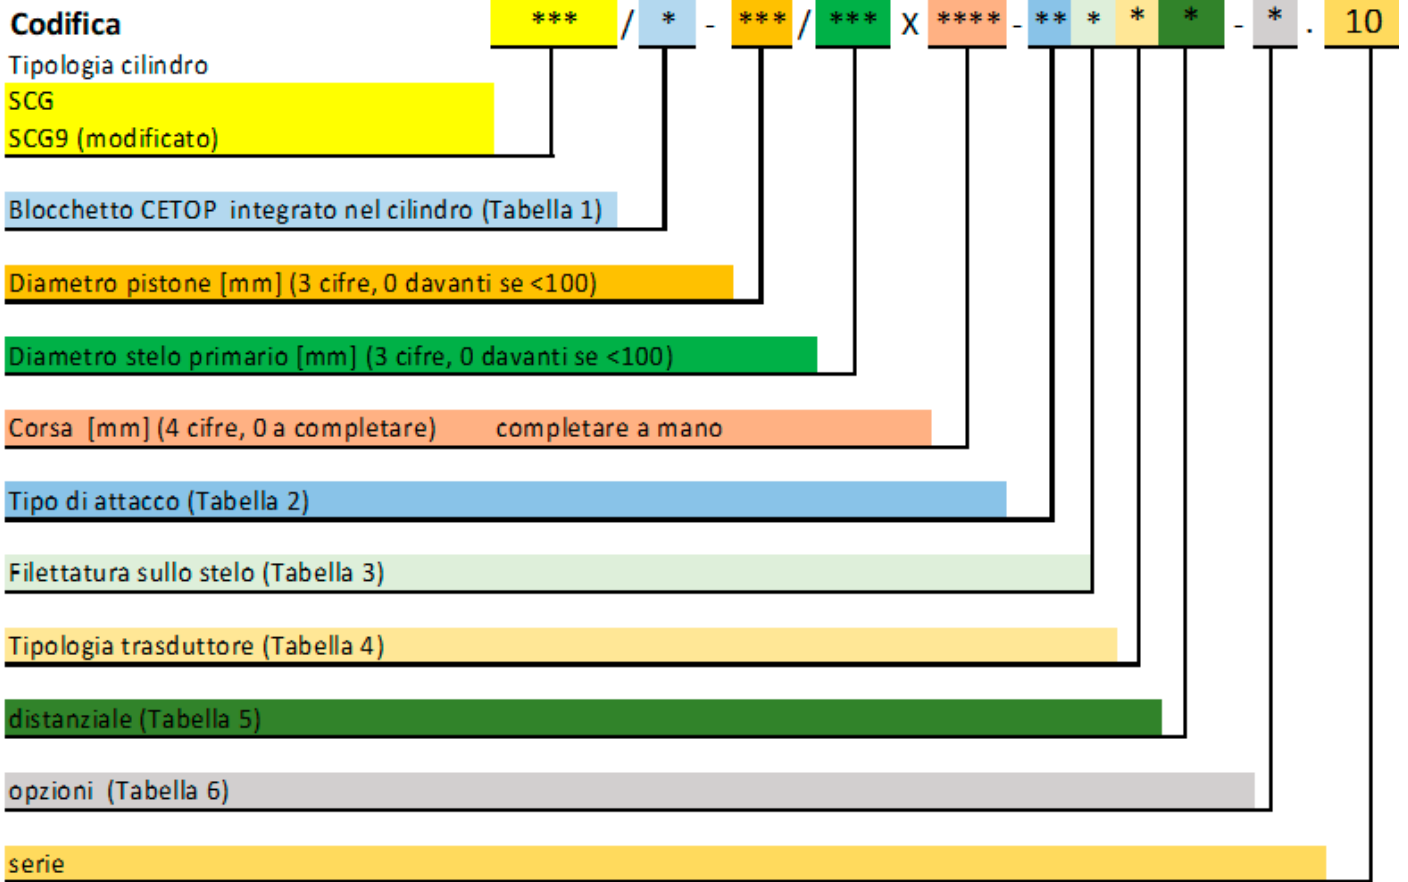 Codifica *** / * - *** / *** X **** - ** * * * - * . 10
Tipologia cilindro
SCG
SCG9 (modificato)
Blocchetto CETOP integrato nel cilindro (Tabella 1)
Diametro pistone [mm] (3 cifre, 0 davanti se <100)
Diametro stelo primario [mm] (3 cifre, 0 davanti se <100)
Corsa [mm] (4 cifre, 0 a completare) completare a mano
Tipo di attacco (Tabella 2)
Filettatura sullo stelo (Tabella 3)
Tipologia trasduttore (Tabella 4)
distanziale (Tabella 5)
opzioni (Tabella 6)
serie